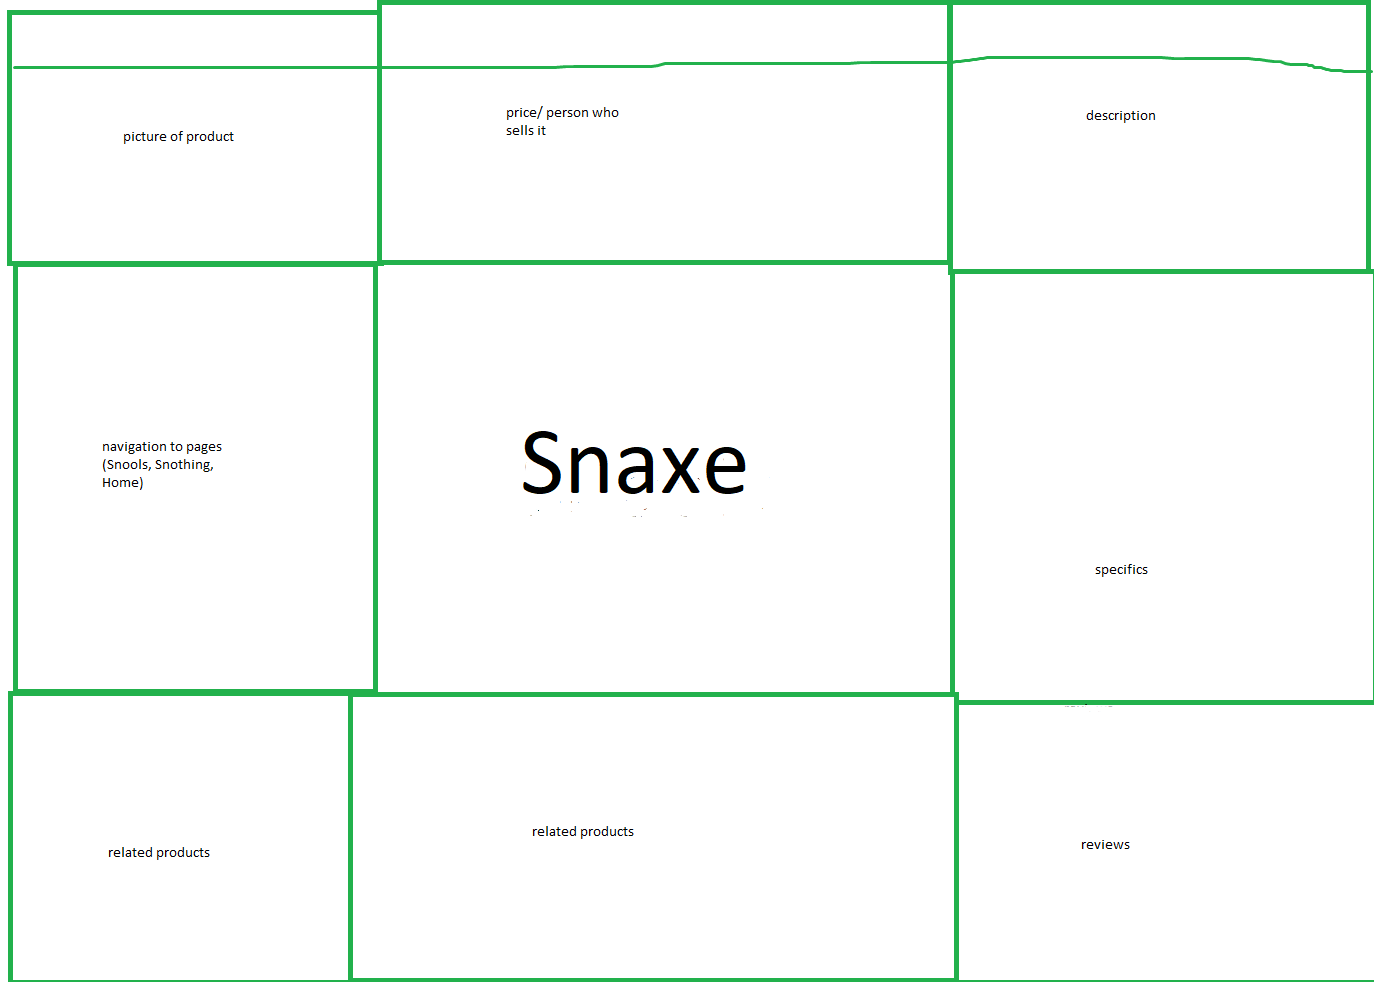 picture of product
price/ person who
sells it
description
navigation to pages
(Snools, Snothing,
Home)
Snaxe
specifics
related products
related products
reviews